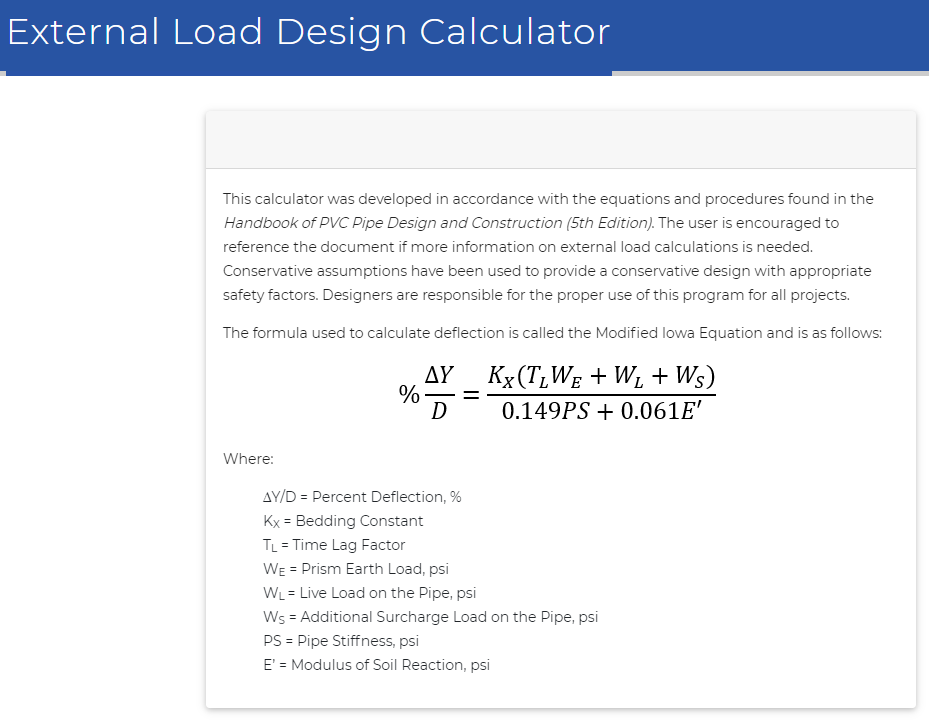 External Load Design Calculator
This calculator was developed in accordance with the equations and procedures found in the
Handbook of PVC Pipe Design and Construction (5th Edition). The user is encouraged to
reference the document if more information on external load calculations is needed.
Conservative assumptions have been used to provide a conservative design with appropriate
safety factors. Designers are responsible for the proper use of this program for all projects.
The formula used to calculate deflection is called the Modified Iowa Equation and is as follows:
% ΔY/D = K_X(T_L W_E + W_L + W_S) / (0.149PS + 0.061E′)
Where:
ΔY/D = Percent Deflection, %
K_X = Bedding Constant
T_L = Time Lag Factor
W_E = Prism Earth Load, psi
W_L = Live Load on the Pipe, psi
W_S = Additional Surcharge Load on the Pipe, psi
PS = Pipe Stiffness, psi
E' = Modulus of Soil Reaction, psi